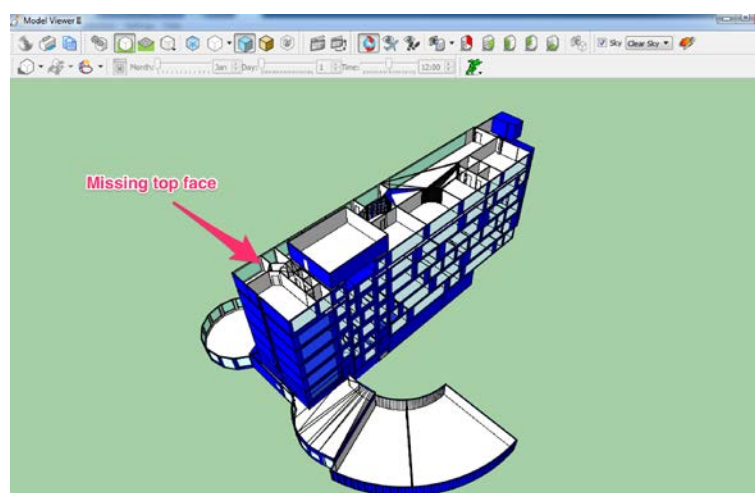 Model Viewer II
Sky Clear Sky
Month: Jan Day: 1 Time: 12:00
Missing top face